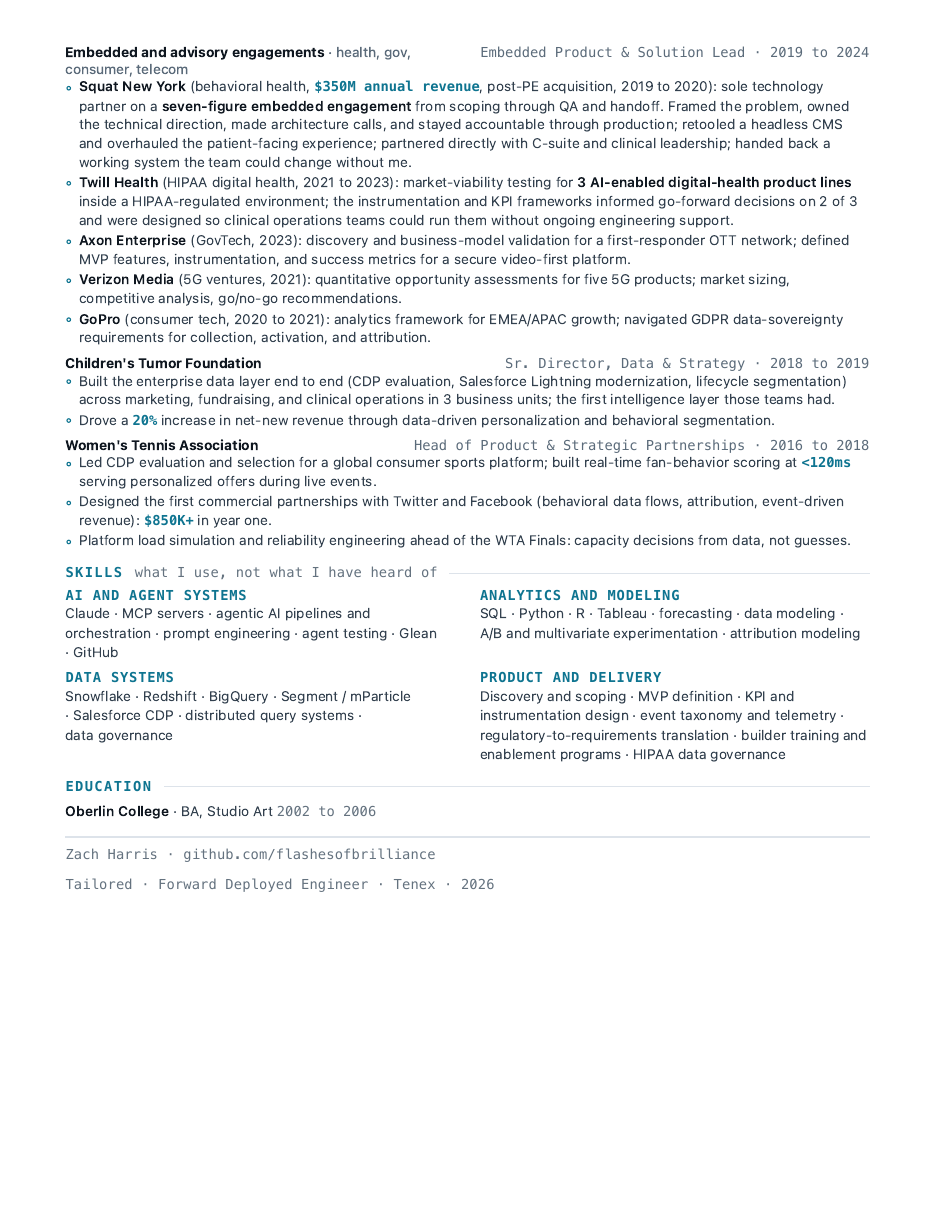 Embedded and advisory engagements · health, gov, consumer, telecom
Embedded Product & Solution Lead · 2019 to 2024
Squat New York (behavioral health, $350M annual revenue, post-PE acquisition, 2019 to 2020): sole technology
partner on a seven-figure embedded engagement from scoping through QA and handoff. Framed the problem, owned
the technical direction, made architecture calls, and stayed accountable through production; retooled a headless CMS
and overhauled the patient-facing experience; partnered directly with C-suite and clinical leadership; handed back a
working system the team could change without me.
Twill Health (HIPAA digital health, 2021 to 2023): market-viability testing for 3 AI-enabled digital-health product lines
inside a HIPAA-regulated environment; the instrumentation and KPI frameworks informed go-forward decisions on 2 of 3
and were designed so clinical operations teams could run them without ongoing engineering support.
Axon Enterprise (GovTech, 2023): discovery and business-model validation for a first-responder OTT network; defined
MVP features, instrumentation, and success metrics for a secure video-first platform.
Verizon Media (5G ventures, 2021): quantitative opportunity assessments for five 5G products; market sizing,
competitive analysis, go/no-go recommendations.
GoPro (consumer tech, 2020 to 2021): analytics framework for EMEA/APAC growth; navigated GDPR data-sovereignty
requirements for collection, activation, and attribution.
Children's Tumor Foundation
Sr. Director, Data & Strategy · 2018 to 2019
Built the enterprise data layer end to end (CDP evaluation, Salesforce Lightning modernization, lifecycle segmentation)
across marketing, fundraising, and clinical operations in 3 business units; the first intelligence layer those teams had.
Drove a 20% increase in net-new revenue through data-driven personalization and behavioral segmentation.
Women's Tennis Association
Head of Product & Strategic Partnerships · 2016 to 2018
Led CDP evaluation and selection for a global consumer sports platform; built real-time fan-behavior scoring at <120ms
serving personalized offers during live events.
Designed the first commercial partnerships with Twitter and Facebook (behavioral data flows, attribution, event-driven
revenue): $850K+ in year one.
Platform load simulation and reliability engineering ahead of the WTA Finals: capacity decisions from data, not guesses.
SKILLS what I use, not what I have heard of
AI AND AGENT SYSTEMS
Claude · MCP servers · agentic AI pipelines and
orchestration · prompt engineering · agent testing · Glean
· GitHub
ANALYTICS AND MODELING
SQL · Python · R · Tableau · forecasting · data modeling ·
A/B and multivariate experimentation · attribution modeling
DATA SYSTEMS
Snowflake · Redshift · BigQuery · Segment / mParticle
· Salesforce CDP · distributed query systems ·
data governance
PRODUCT AND DELIVERY
Discovery and scoping · MVP definition · KPI and
instrumentation design · event taxonomy and telemetry ·
regulatory-to-requirements translation · builder training and
enablement programs · HIPAA data governance
EDUCATION
Oberlin College · BA, Studio Art 2002 to 2006
Zach Harris · github.com/flashesofbrilliance
Tailored · Forward Deployed Engineer · Tenex · 2026